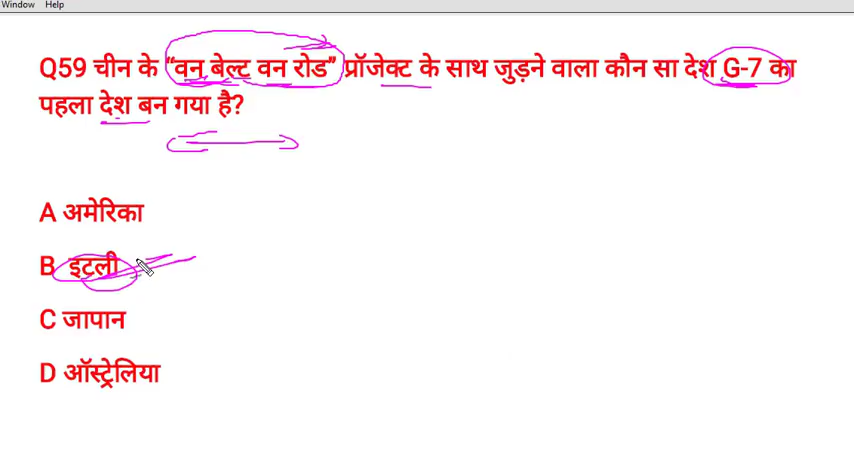 Window Help
Q59 चीन के “वन बेल्ट वन रोड” प्रॉजेक्ट के साथ जुड़ने वाला कौन सा देश G-7 का
पहला देश बन गया है?
A अमेरिका
B इटली
C जापान
D ऑस्ट्रेलिया